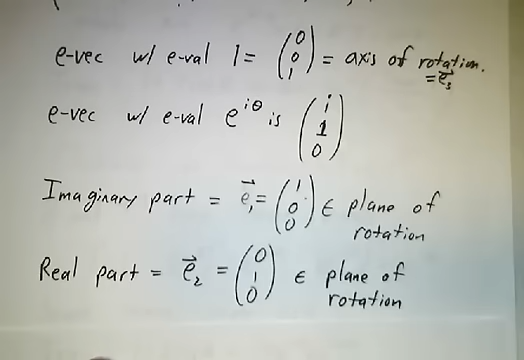 e-vec w/ e-val 1 = (0 0 1) = axis of rotation.
= e⃗₃
e-vec w/ e-val e^{iθ} is (i 1 0)
Imaginary part = e⃗₁ = (1 0 0) ∈ plane of
rotation
Real part = e⃗₂ = (0 1 0) ∈ plane of
rotation